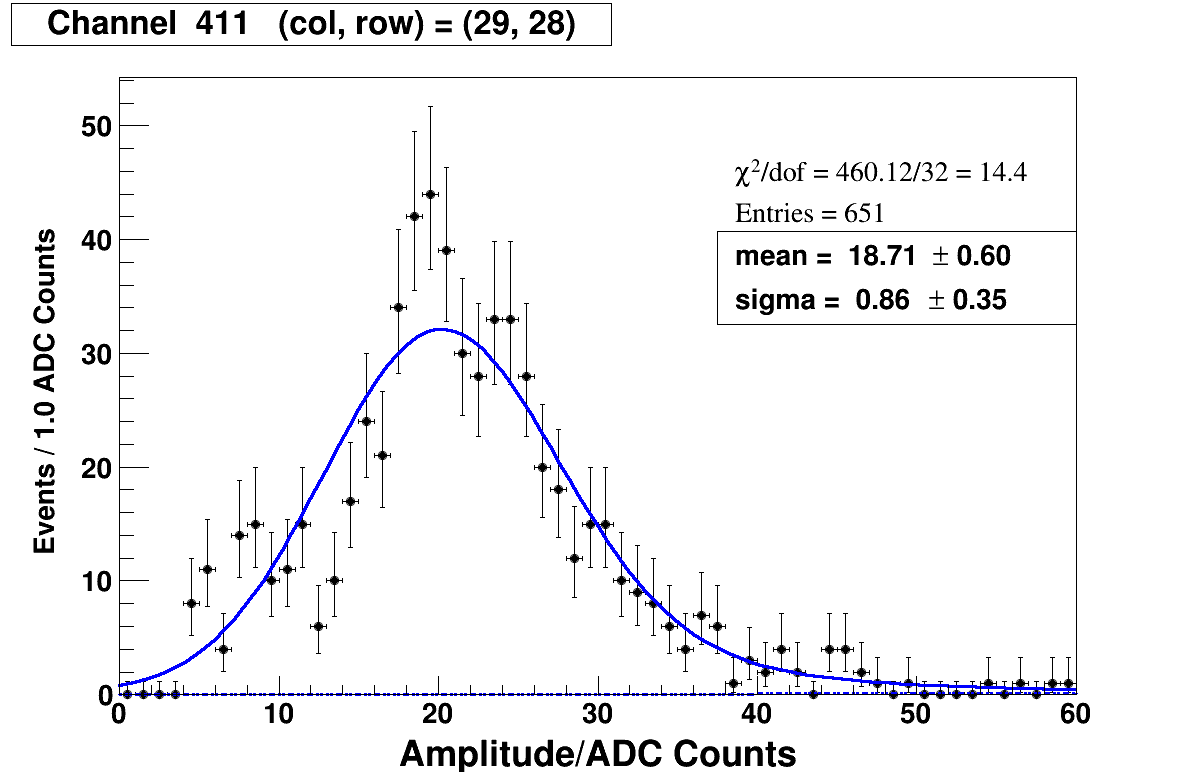 Channel 411 (col, row) = (29, 28)
50
40
30
20
10
0
Events / 1.0 ADC Counts
χ²/dof = 460.12/32 = 14.4
Entries = 651
mean = 18.71 ± 0.60
sigma = 0.86 ± 0.35
0 10 20 30 40 50 60
Amplitude/ADC Counts